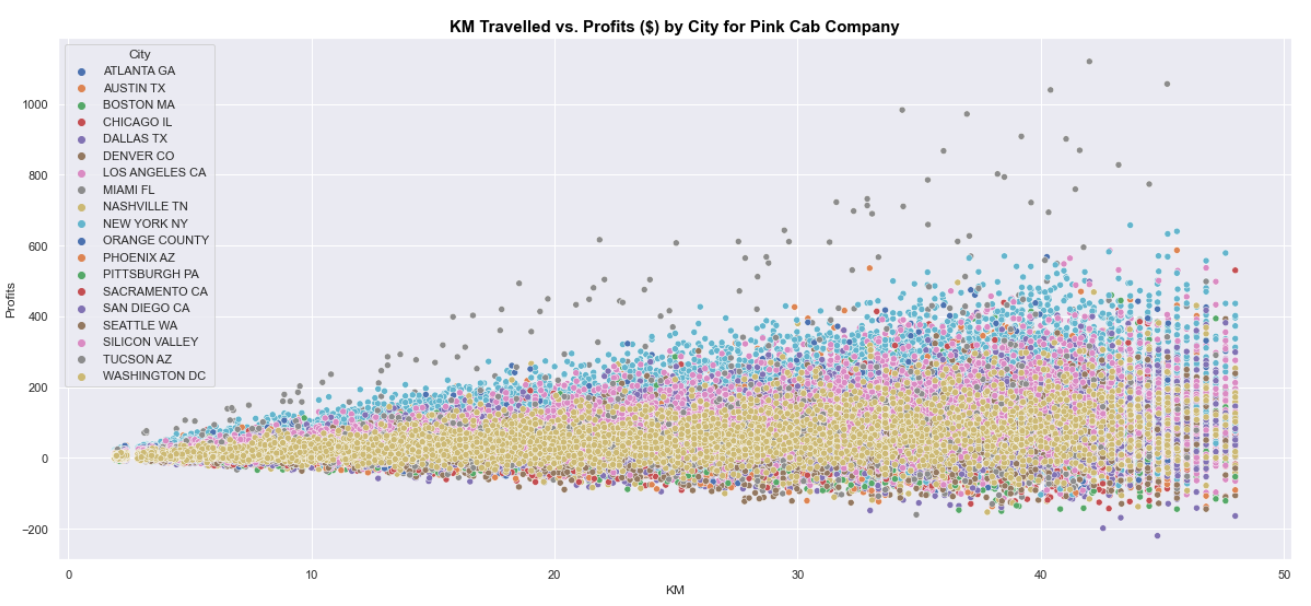 KM Travelled vs. Profits ($) by City for Pink Cab Company
City
ATLANTA GA
AUSTIN TX
BOSTON MA
CHICAGO IL
DALLAS TX
DENVER CO
LOS ANGELES CA
MIAMI FL
NASHVILLE TN
NEW YORK NY
ORANGE COUNTY
PHOENIX AZ
PITTSBURGH PA
SACRAMENTO CA
SAN DIEGO CA
SEATTLE WA
SILICON VALLEY
TUCSON AZ
WASHINGTON DC
Profits
1000
800
600
400
200
0
−200
0 10 20 30 40 50
KM